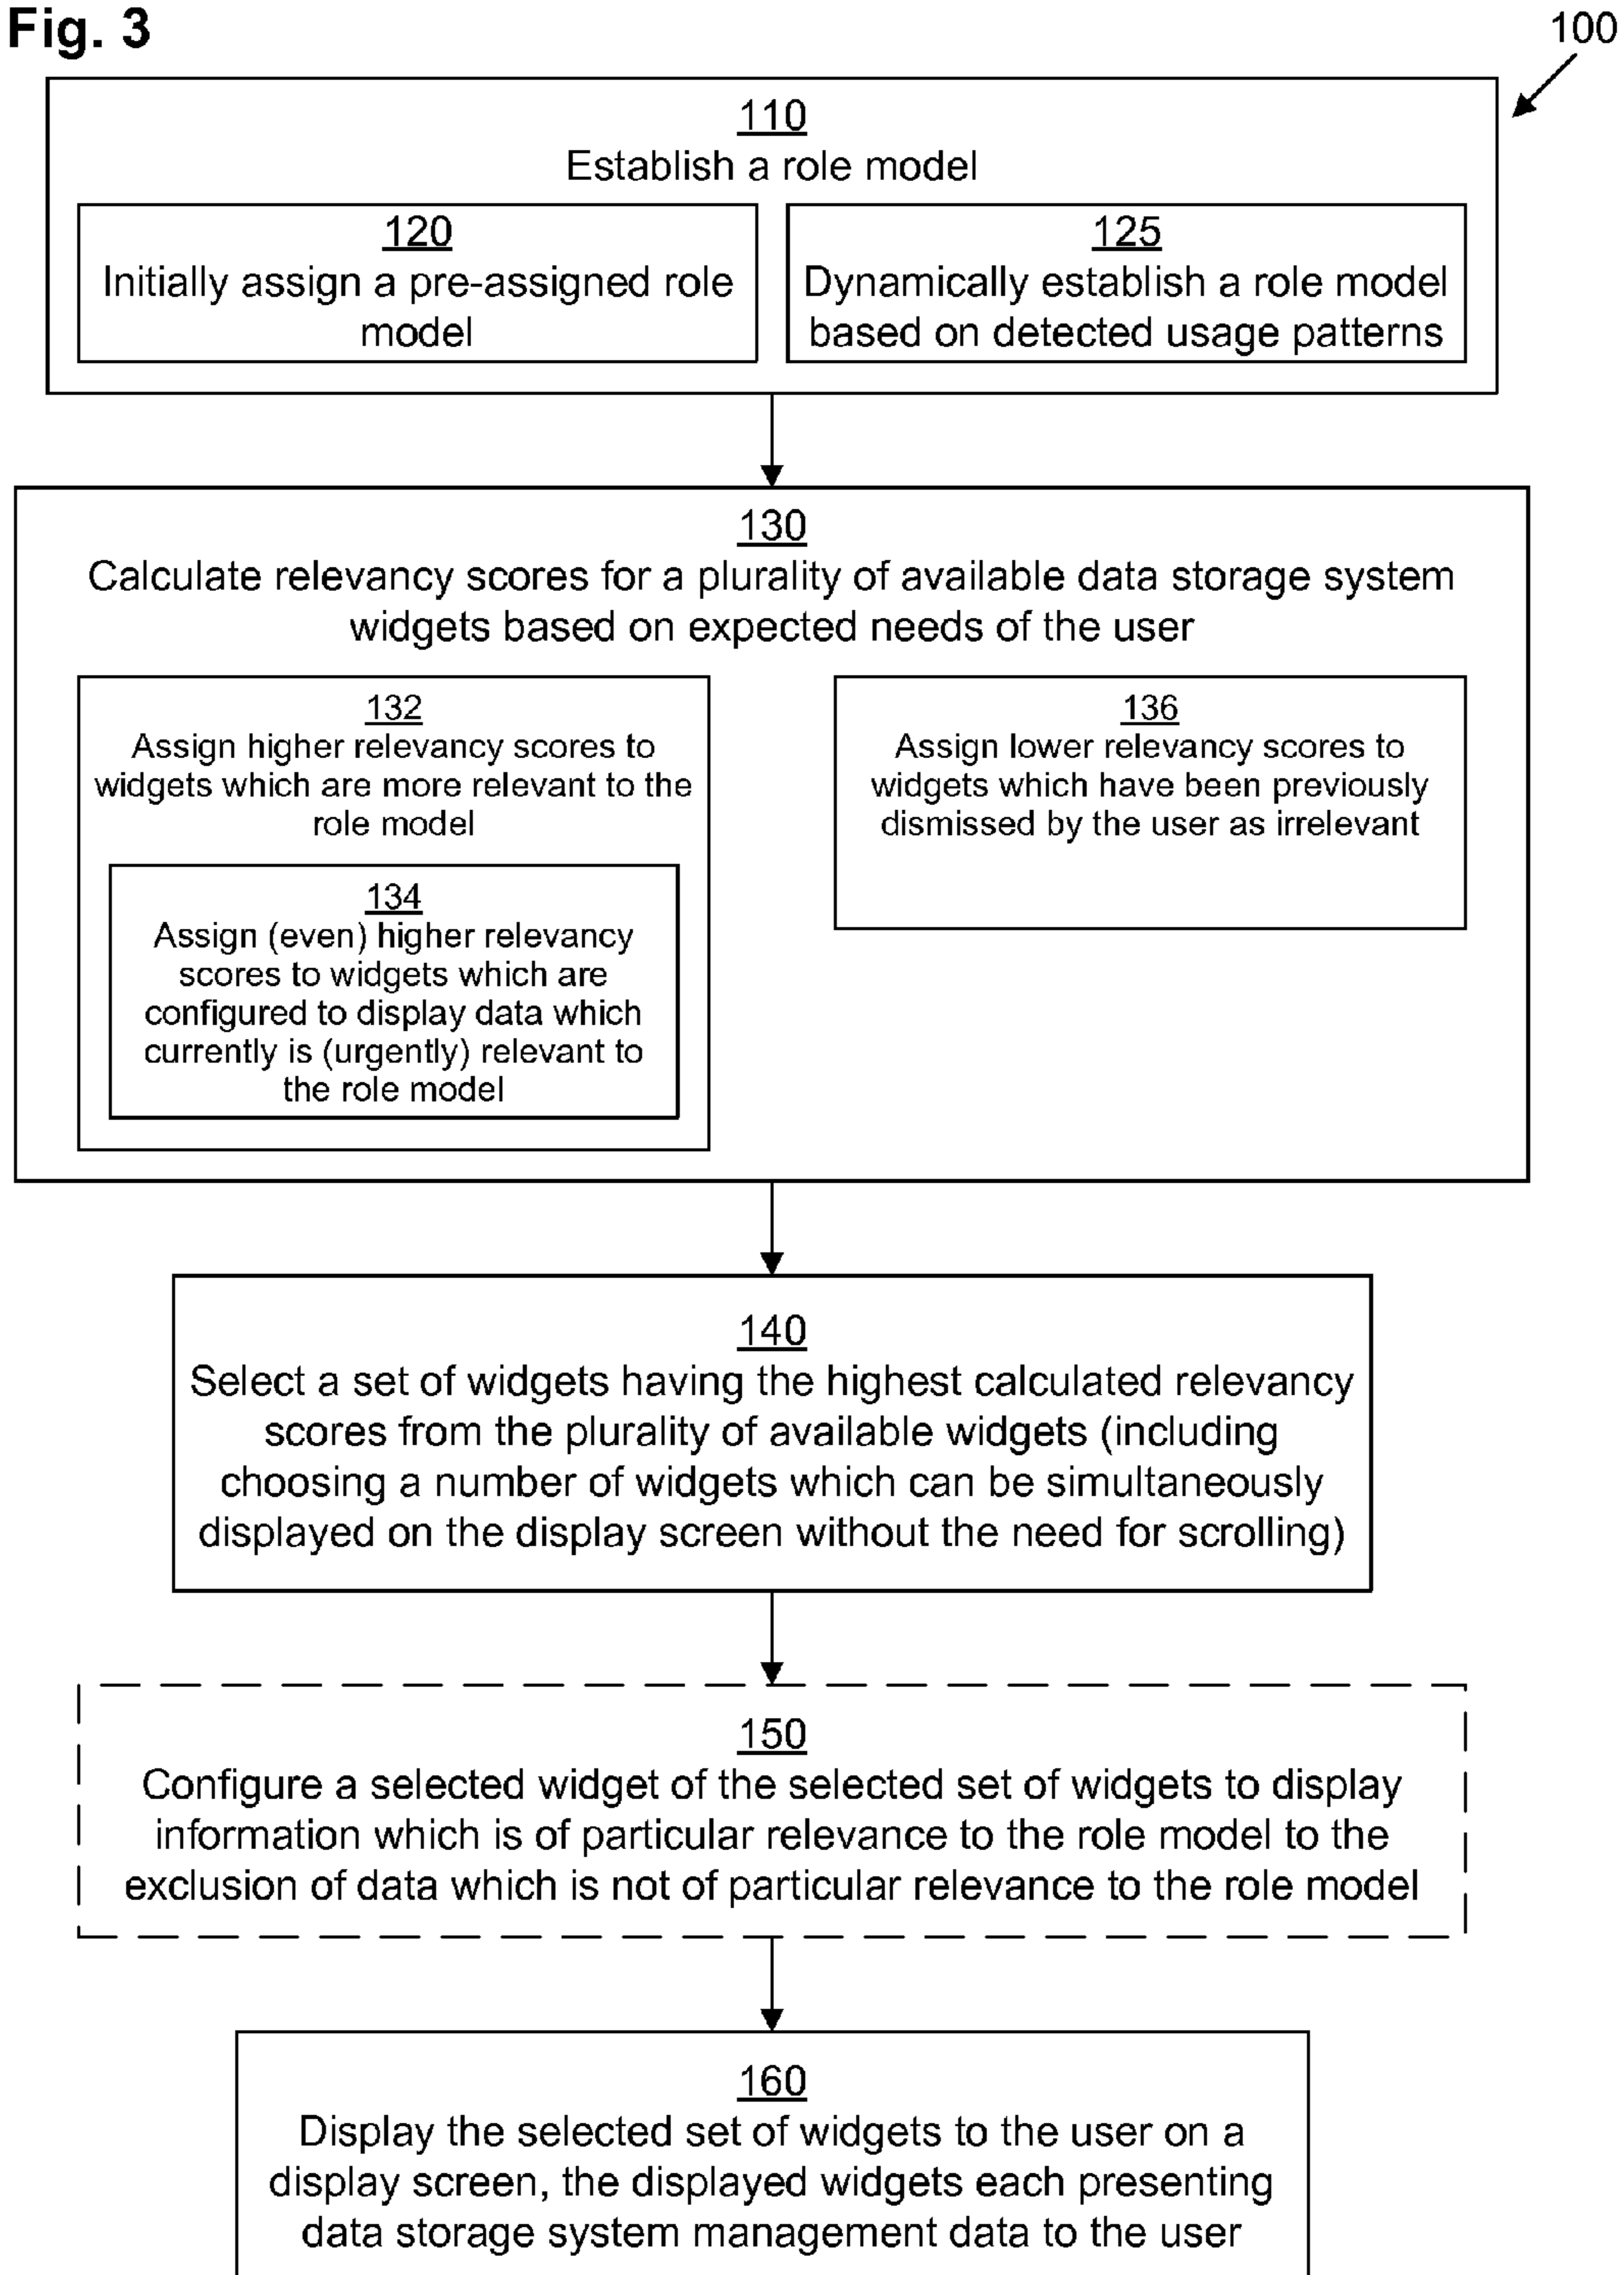 Fig. 3
100
110
Establish a role model
120
Initially assign a pre-assigned role
model
125
Dynamically establish a role model
based on detected usage patterns
130
Calculate relevancy scores for a plurality of available data storage system
widgets based on expected needs of the user
132
Assign higher relevancy scores to
widgets which are more relevant to the
role model
134
Assign (even) higher relevancy
scores to widgets which are
configured to display data which
currently is (urgently) relevant to
the role model
136
Assign lower relevancy scores to
widgets which have been previously
dismissed by the user as irrelevant
140
Select a set of widgets having the highest calculated relevancy
scores from the plurality of available widgets (including
choosing a number of widgets which can be simultaneously
displayed on the display screen without the need for scrolling)
150
Configure a selected widget of the selected set of widgets to display
information which is of particular relevance to the role model to the
exclusion of data which is not of particular relevance to the role model
160
Display the selected set of widgets to the user on a
display screen, the displayed widgets each presenting
data storage system management data to the user